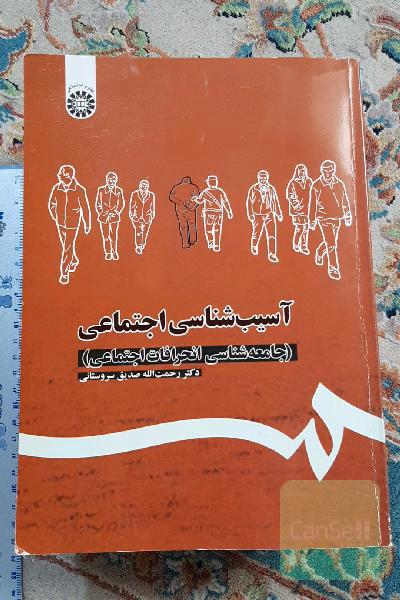 آسیب‌شناسی اجتماعی
(جامعه‌شناسی انحرافات اجتماعی)
دکتر رحمت‌الله صدیق سروستانی
CanSell